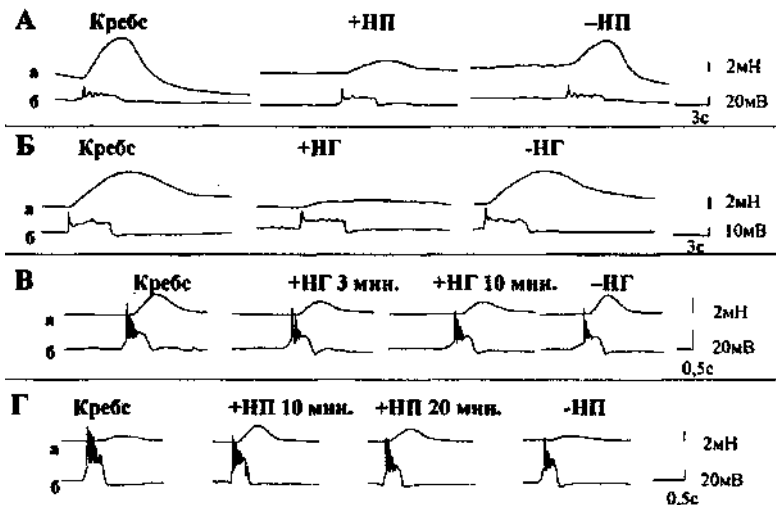 А Кребс +НП –НП
а 2мН
б 20мВ
3с
Б Кребс +НГ -НГ
а 2мН
б 10мВ
3с
В Кребс +НГ 3 мин. +НГ 10 мин. –НГ
а 2мН
б 20мВ
0,5с
Г Кребс +НП 10 мин. +НП 20 мин. -НП
а 2мН
б 20мВ
0,5с